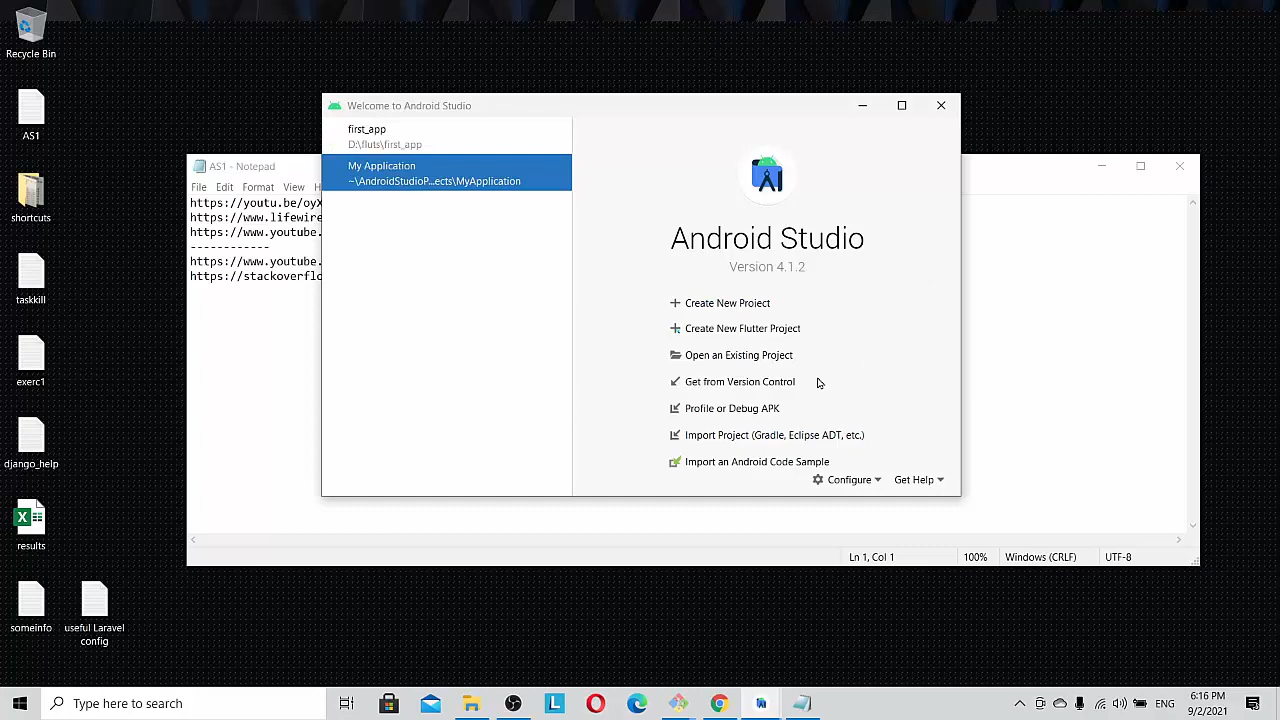 Recycle Bin
AS1
shortcuts
taskkill
exerc1
django_help
results
someinfo
useful Laravel
config
Welcome to Android Studio
first_app
D:\fluts\first_app
My Application
~\AndroidStudioP...ects\MyApplication
Android Studio
Version 4.1.2
Create New Project
Create New Flutter Project
Open an Existing Project
Get from Version Control
Profile or Debug APK
Import Project (Gradle, Eclipse ADT, etc.)
Import an Android Code Sample
Configure
Get Help
AS1 - Notepad
File Edit Format View H
https://youtu.be/oyX
https://www.lifewire
https://www.youtube.
------------
https://www.youtube.
https://stackoverflo
Ln 1, Col 1
100%
Windows (CRLF)
UTF-8
Type here to search
ENG
6:16 PM
9/2/2021